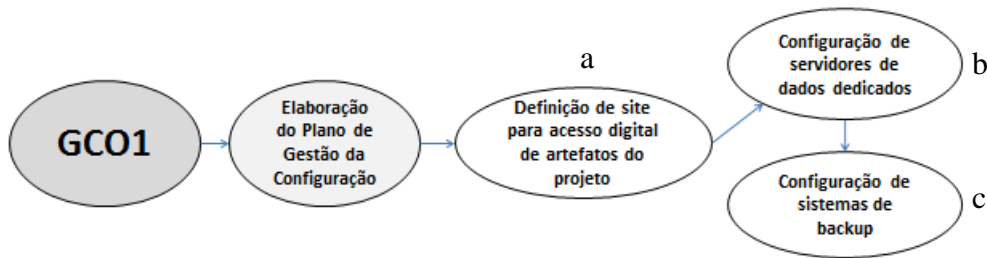 GCO1
Elaboração
do Plano de
Gestão da
Configuração
a
Definição de site
para acesso digital
de artefatos do
projeto
Configuração de
servidores de
dados dedicados
b
Configuração de
sistemas de
backup
c